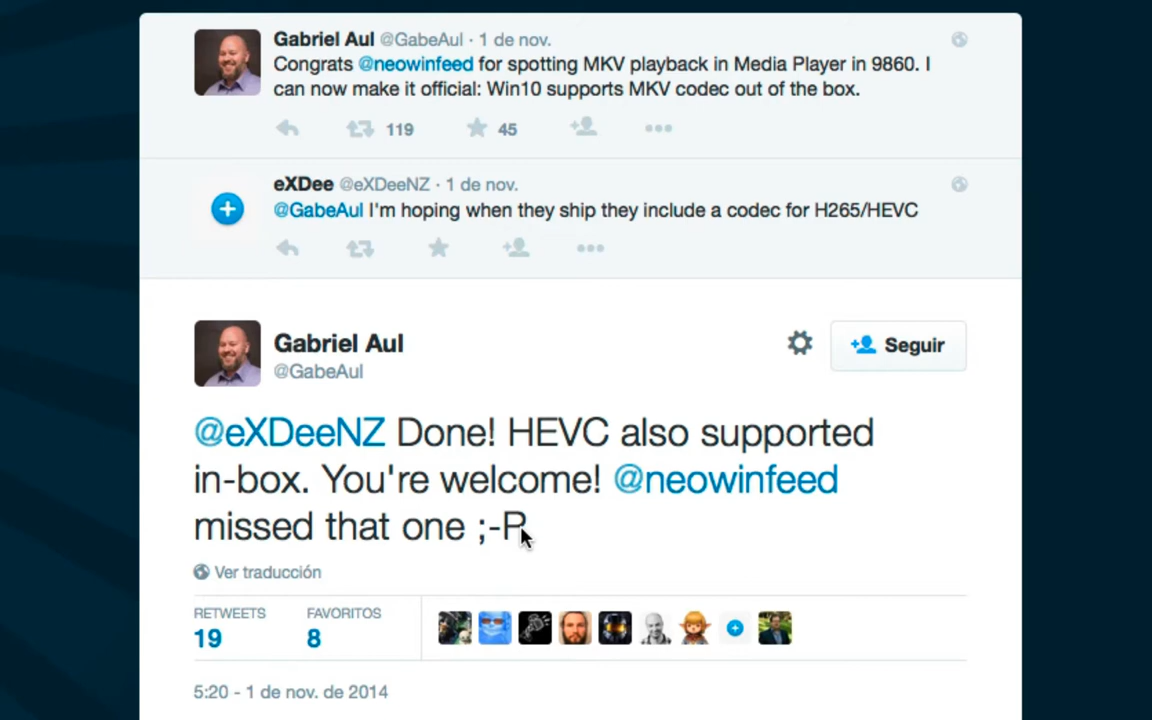 Gabriel Aul @GabeAul · 1 de nov.
Congrats @neowinfeed for spotting MKV playback in Media Player in 9860. I
can now make it official: Win10 supports MKV codec out of the box.
119 45
eXDee @eXDeeNZ · 1 de nov.
@GabeAul I'm hoping when they ship they include a codec for H265/HEVC
Gabriel Aul
@GabeAul
Seguir
@eXDeeNZ Done! HEVC also supported
in-box. You're welcome! @neowinfeed
missed that one ;-P
Ver traducción
RETWEETS FAVORITOS
19 8
5:20 - 1 de nov. de 2014